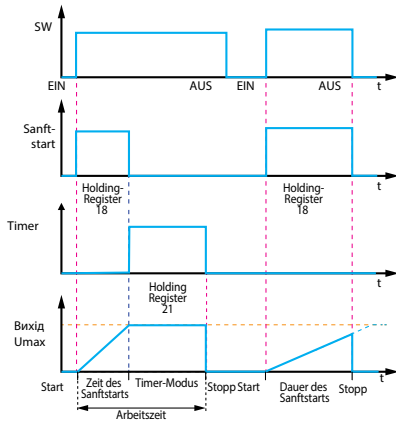 SW
EIN AUS EIN AUS t
Sanft-
start
t
Holding-
Register
18
Holding-
Register
18
Timer
t
Holding
Register
21
Вихід
Umax
t
Start Zeit des
Sanftstarts Timer-Modus Stopp Start Dauer des
Sanftstarts Stopp
Arbeitszeit